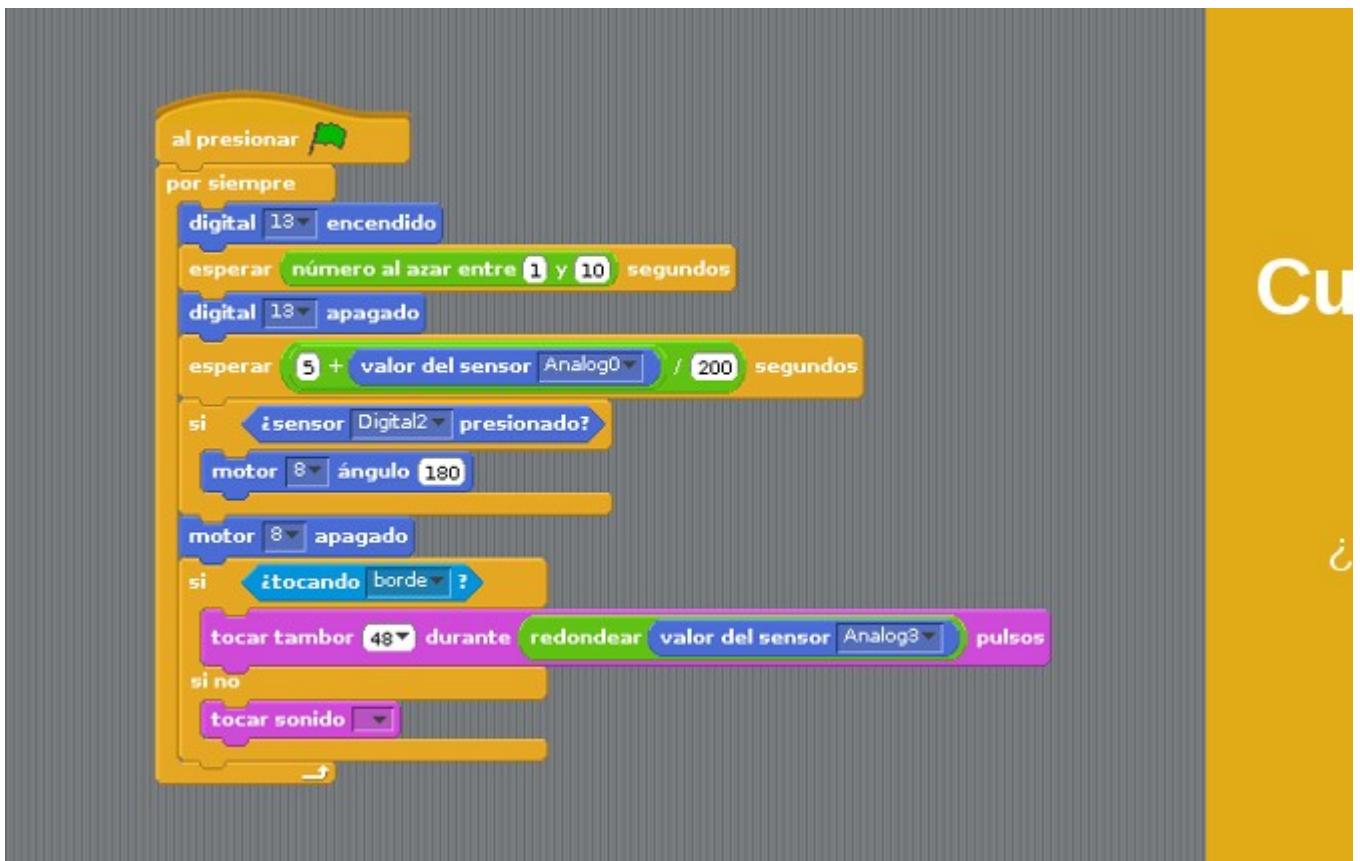 al presionar
por siempre
digital 13 encendido
esperar número al azar entre 1 y 10 segundos
digital 13 apagado
esperar 5 + valor del sensor Analog0 / 200 segundos
si ¿sensor Digital2 presionado?
motor 8 ángulo 180
motor 8 apagado
si ¿tocando borde ?
tocar tambor 48 durante redondear valor del sensor Analog3 pulsos
si no
tocar sonido
Cu
¿